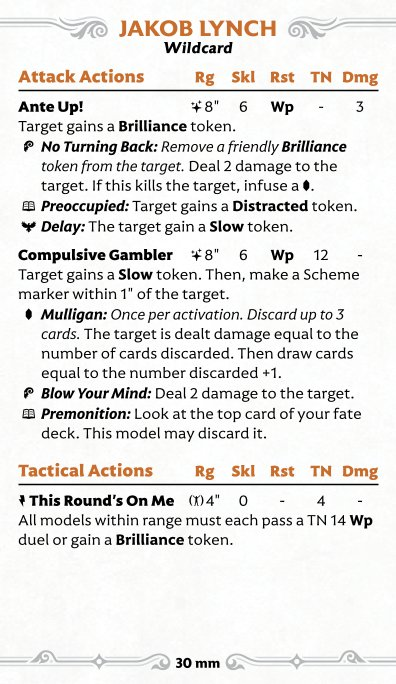 JAKOB LYNCH
Wildcard
Attack Actions Rg Skl Rst TN Dmg
Ante Up! 8" 6 Wp - 3
Target gains a Brilliance token.
No Turning Back: Remove a friendly Brilliance
token from the target. Deal 2 damage to the
target. If this kills the target, infuse a .
Preoccupied: Target gains a Distracted token.
Delay: The target gain a Slow token.
Compulsive Gambler 8" 6 Wp 12 -
Target gains a Slow token. Then, make a Scheme
marker within 1" of the target.
Mulligan: Once per activation. Discard up to 3
cards. The target is dealt damage equal to the
number of cards discarded. Then draw cards
equal to the number discarded +1.
Blow Your Mind: Deal 2 damage to the target.
Premonition: Look at the top card of your fate
deck. This model may discard it.
Tactical Actions Rg Skl Rst TN Dmg
This Round's On Me 4" 0 - 4 -
All models within range must each pass a TN 14 Wp
duel or gain a Brilliance token.
30 mm